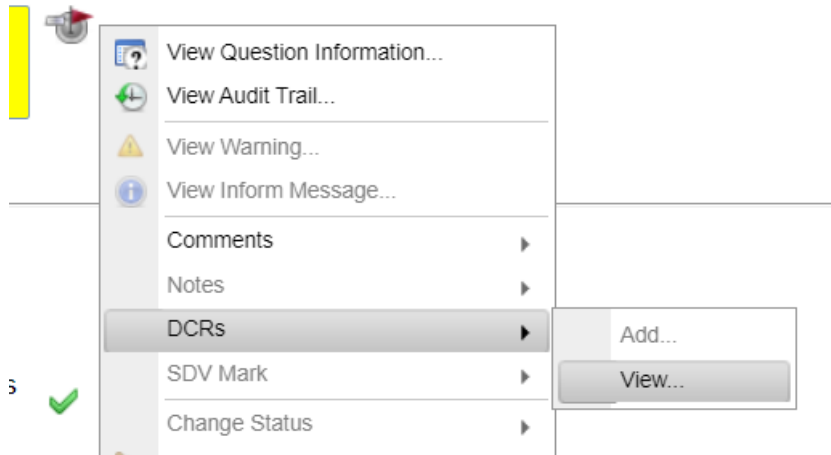 View Question Information...
View Audit Trail...
View Warning...
View Inform Message...
Comments
Notes
DCRs
Add...
SDV Mark
View...
s
Change Status